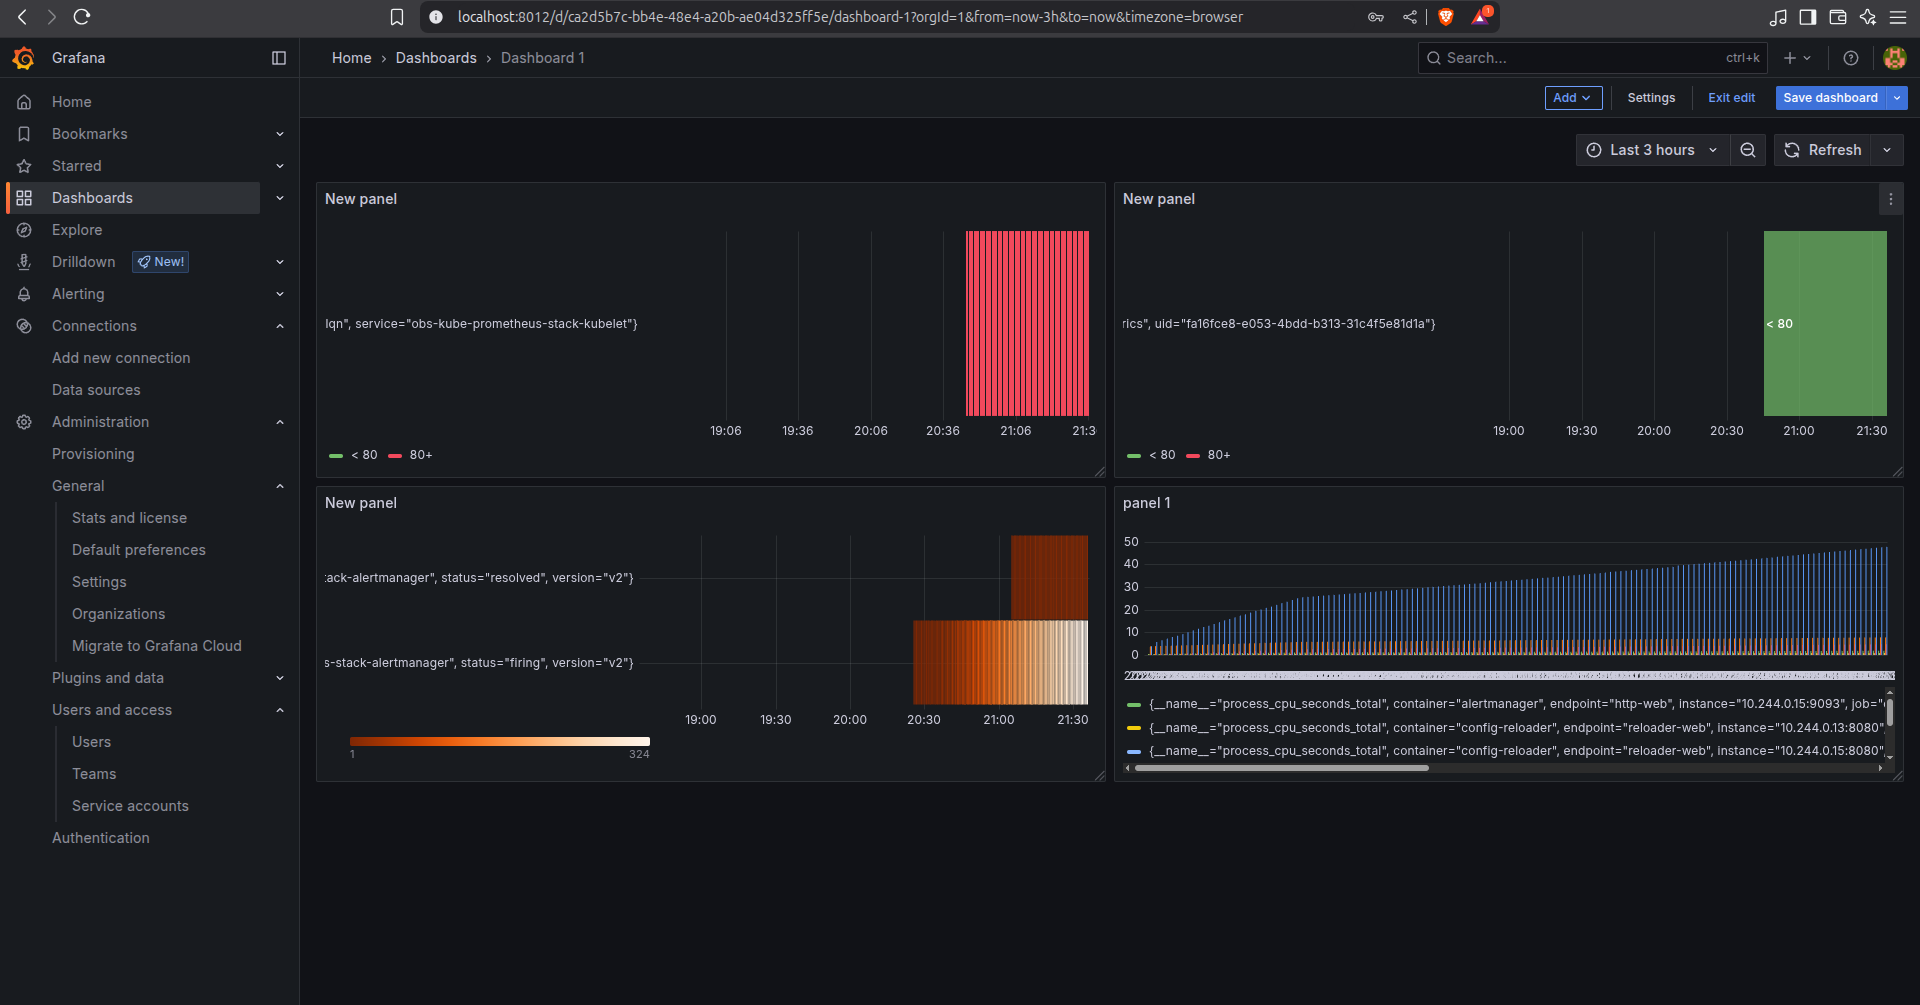 localhost:8012/d/ca2d5b7c-bb4e-48e4-a20b-ae04d325ff5e/dashboard-1?orgId=1&from=now-3h&to=now&timezone=browser
1
Grafana
Home › Dashboards › Dashboard 1
Search...
ctrl+k
Add
Settings
Exit edit
Save dashboard
Last 3 hours
Refresh
Home
Bookmarks
Starred
Dashboards
Explore
Drilldown
New!
Alerting
Connections
Add new connection
Data sources
Administration
Provisioning
General
Stats and license
Default preferences
Settings
Organizations
Migrate to Grafana Cloud
Plugins and data
Users and access
Users
Teams
Service accounts
Authentication
New panel
lqn", service="obs-kube-prometheus-stack-kubelet"}
19:06 19:36 20:06 20:36 21:06 21:3
< 80 80+
New panel
rics", uid="fa16fce8-e053-4bdd-b313-31c4f5e81d1a"}
< 80
19:00 19:30 20:00 20:30 21:00 21:30
< 80 80+
New panel
tack-alertmanager", status="resolved", version="v2"}
s-stack-alertmanager", status="firing", version="v2"}
19:00 19:30 20:00 20:30 21:00 21:30
1 324
panel 1
50
40
30
20
10
0
{__name__="process_cpu_seconds_total", container="alertmanager", endpoint="http-web", instance="10.244.0.15:9093", job="
{__name__="process_cpu_seconds_total", container="config-reloader", endpoint="reloader-web", instance="10.244.0.13:8080"
{__name__="process_cpu_seconds_total", container="config-reloader", endpoint="reloader-web", instance="10.244.0.15:8080",